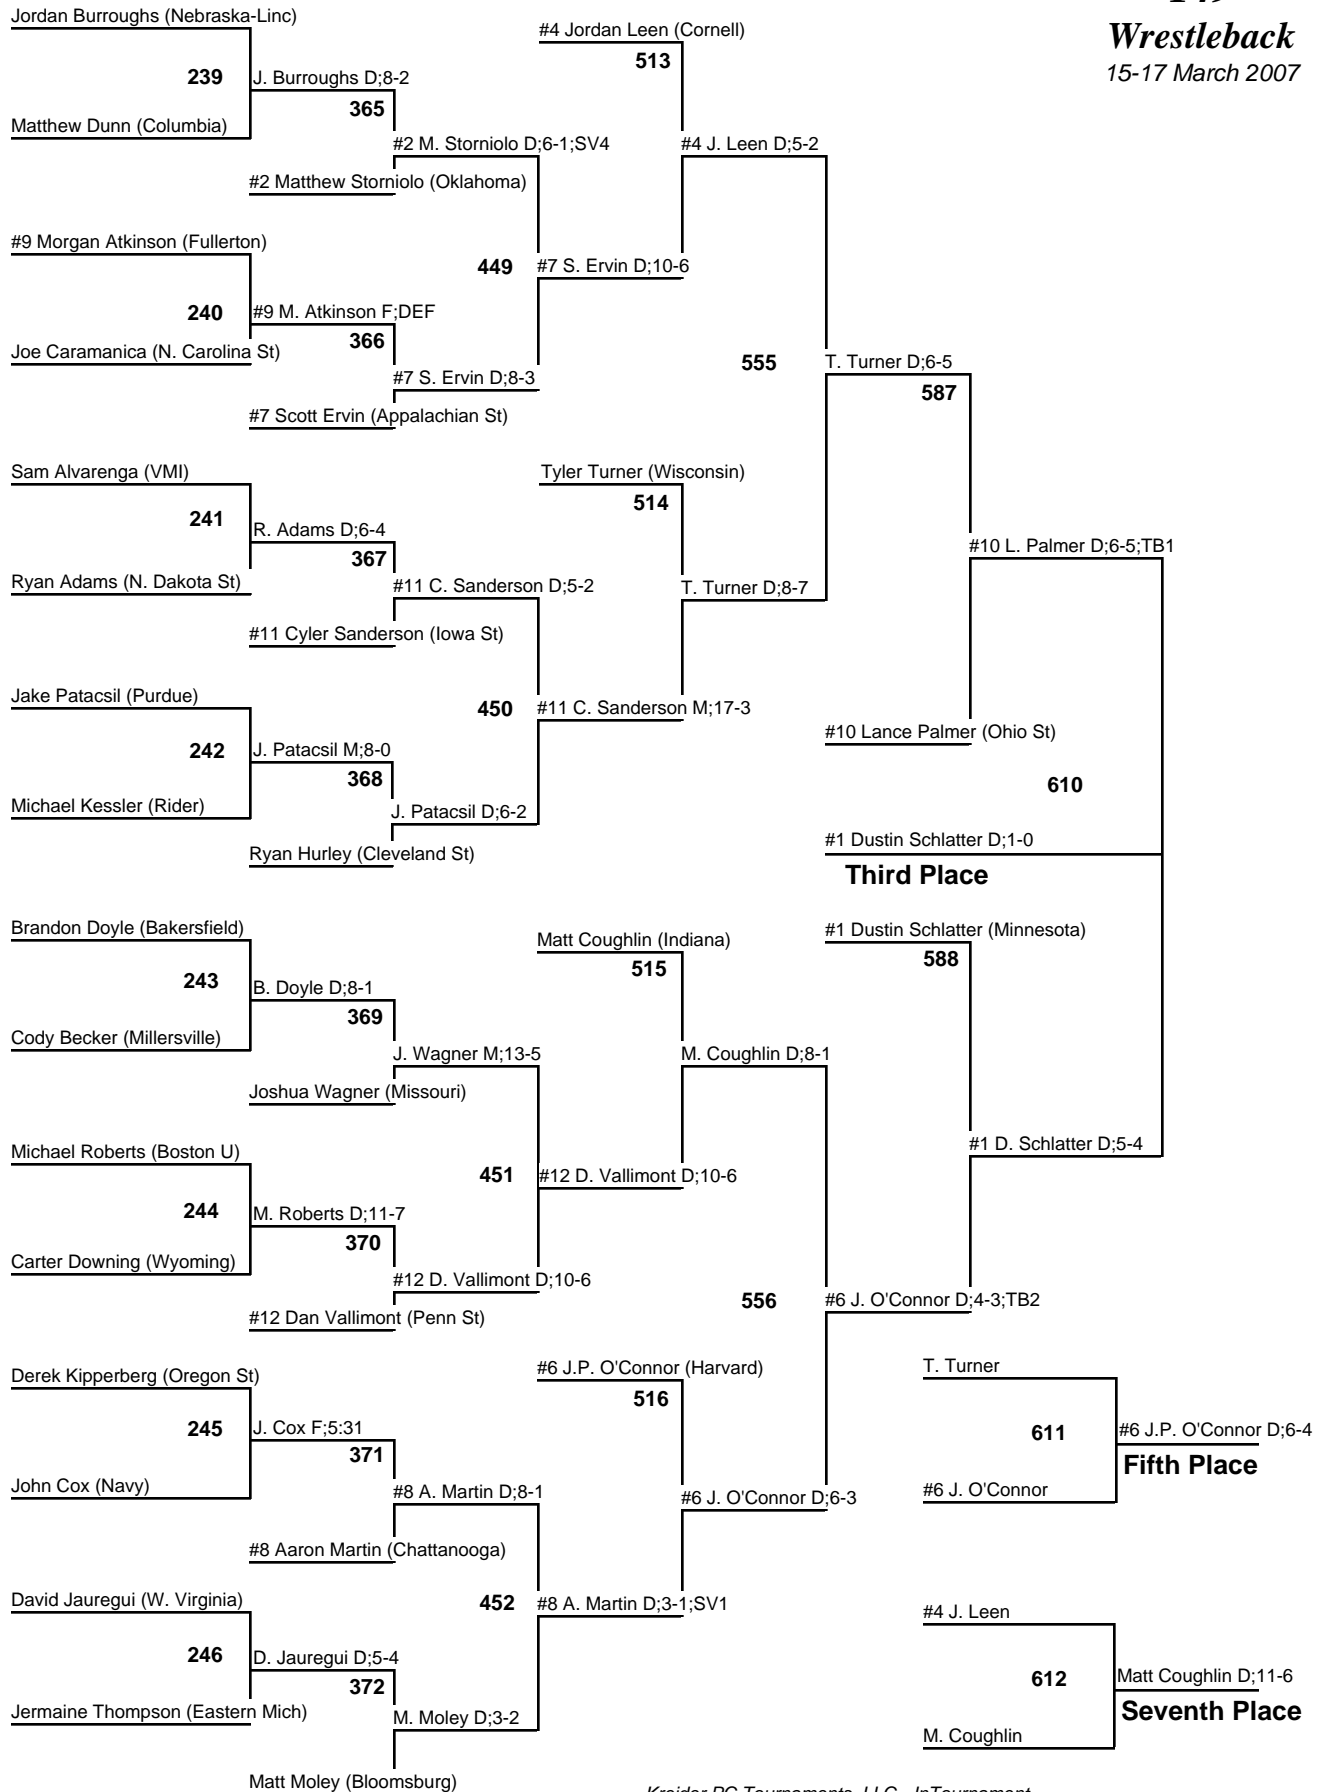 Wrestleback
15-17 March 2007
Jordan Burroughs (Nebraska-Linc)
239
J. Burroughs D;8-2
365
Matthew Dunn (Columbia)
#2 M. Storniolo D;6-1;SV4
#2 Matthew Storniolo (Oklahoma)
#9 Morgan Atkinson (Fullerton)
449
#7 S. Ervin D;10-6
240
#9 M. Atkinson F;DEF
366
Joe Caramanica (N. Carolina St)
#7 S. Ervin D;8-3
#7 Scott Ervin (Appalachian St)
#4 Jordan Leen (Cornell)
513
#4 J. Leen D;5-2
555
T. Turner D;6-5
587
Sam Alvarenga (VMI)
241
R. Adams D;6-4
367
Ryan Adams (N. Dakota St)
#11 C. Sanderson D;5-2
#11 Cyler Sanderson (Iowa St)
Tyler Turner (Wisconsin)
514
T. Turner D;8-7
#10 L. Palmer D;6-5;TB1
Jake Patacsil (Purdue)
450
#11 C. Sanderson M;17-3
242
J. Patacsil M;8-0
368
Michael Kessler (Rider)
J. Patacsil D;6-2
Ryan Hurley (Cleveland St)
#10 Lance Palmer (Ohio St)
610
#1 Dustin Schlatter D;1-0
Third Place
Brandon Doyle (Bakersfield)
243
B. Doyle D;8-1
369
Cody Becker (Millersville)
J. Wagner M;13-5
Joshua Wagner (Missouri)
Matt Coughlin (Indiana)
515
M. Coughlin D;8-1
#1 Dustin Schlatter (Minnesota)
588
#1 D. Schlatter D;5-4
Michael Roberts (Boston U)
451
#12 D. Vallimont D;10-6
244
M. Roberts D;11-7
370
Carter Downing (Wyoming)
#12 D. Vallimont D;10-6
#12 Dan Vallimont (Penn St)
556
#6 J. O'Connor D;4-3;TB2
Derek Kipperberg (Oregon St)
245
J. Cox F;5:31
371
John Cox (Navy)
#8 A. Martin D;8-1
#8 Aaron Martin (Chattanooga)
#6 J.P. O'Connor (Harvard)
516
#6 J. O'Connor D;6-3
T. Turner
611
#6 J.P. O'Connor D;6-4
Fifth Place
#6 J. O'Connor
David Jauregui (W. Virginia)
452
#8 A. Martin D;3-1;SV1
246
D. Jauregui D;5-4
372
Jermaine Thompson (Eastern Mich)
M. Moley D;3-2
Matt Moley (Bloomsburg)
#4 J. Leen
612
Matt Coughlin D;11-6
Seventh Place
M. Coughlin